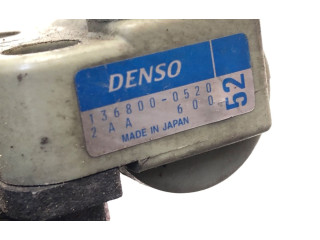 DENSO
136800-0520
2AA 600
52
MADE IN JAPAN